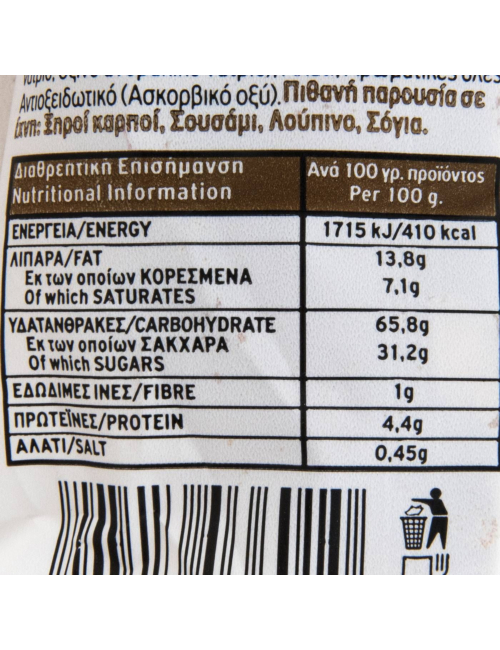 Αντιοξειδωτικό (Ασκορβικό οξύ). Πιθανή παρουσία σε
ίχνη: Ξηροί καρποί, Σουσάμι, Λούπινο, Σόγια.
Διαθρεπτική Επισήμανση
Nutritional Information
Ανά 100 γρ. προϊόντος
Per 100 g.
ΕΝΕΡΓΕΙΑ/ENERGY 1715 kJ/410 kcal
ΛΙΠΑΡΑ/FAT 13,8g
Εκ των οποίων ΚΟΡΕΣΜΕΝΑ
Of which SATURATES 7,1g
ΥΔΑΤΑΝΘΡΑΚΕΣ/CARBOHYDRATE 65,8g
Εκ των οποίων ΣΑΚΧΑΡΑ
Of which SUGARS 31,2g
ΕΔΩΔΙΜΕΣ ΙΝΕΣ/FIBRE 1g
ΠΡΩΤΕΪΝΕΣ/PROTEIN 4,4g
ΑΛΑΤΙ/SALT 0,45g